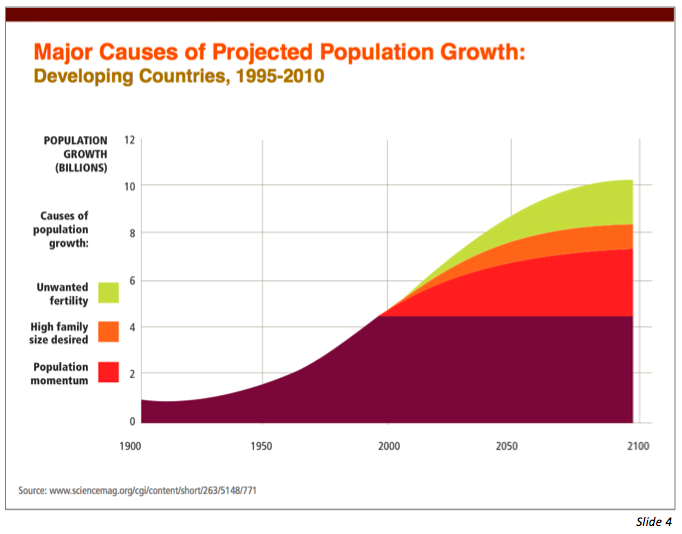 Major Causes of Projected Population Growth:
Developing Countries, 1995-2010
POPULATION
GROWTH
(BILLIONS)
12
10
8
6
4
2
0
Causes of
population
growth:
Unwanted
fertility
High family
size desired
Population
momentum
1900
1950
2000
2050
2100
Source: www.sciencemag.org/cgi/content/short/263/5148/771
Slide 4